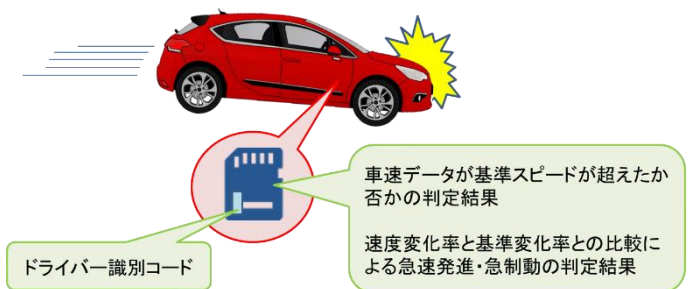 車速データが基準スピードが超えたか
否かの判定結果
速度変化率と基準変化率との比較に
よる急速発進・急制動の判定結果
ドライバー識別コード